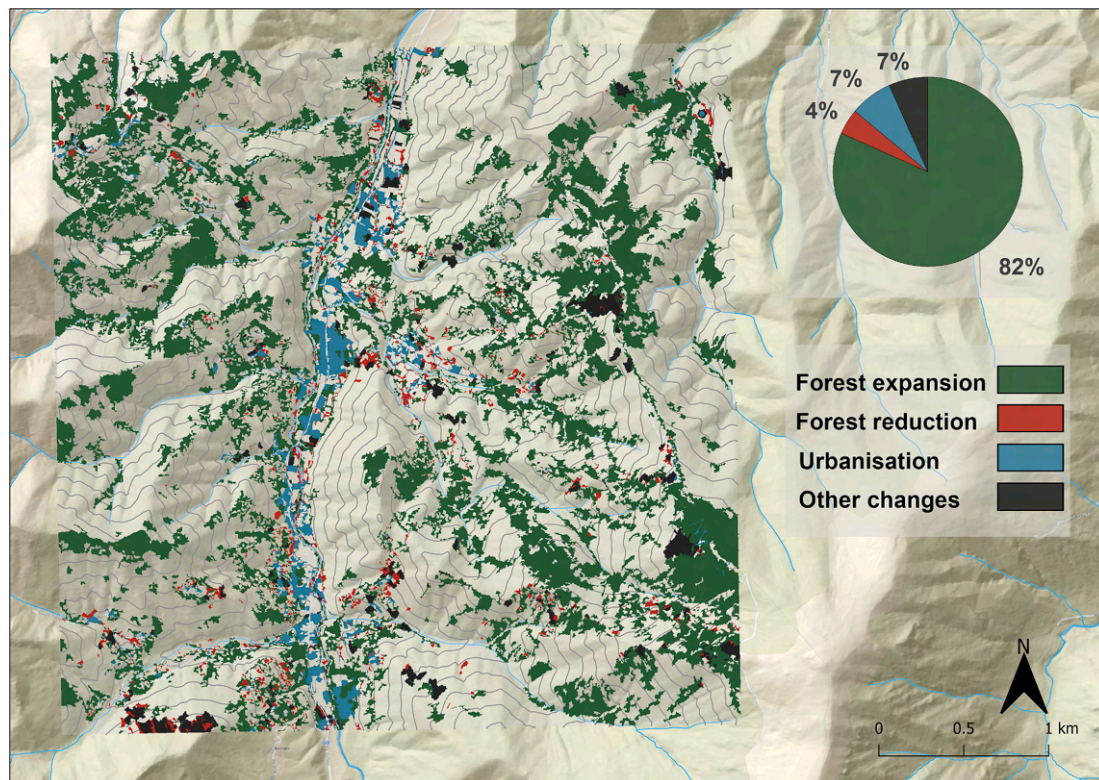 7%
7%
4%
82%
Forest expansion
Forest reduction
Urbanisation
Other changes
N
0
0.5
1 km